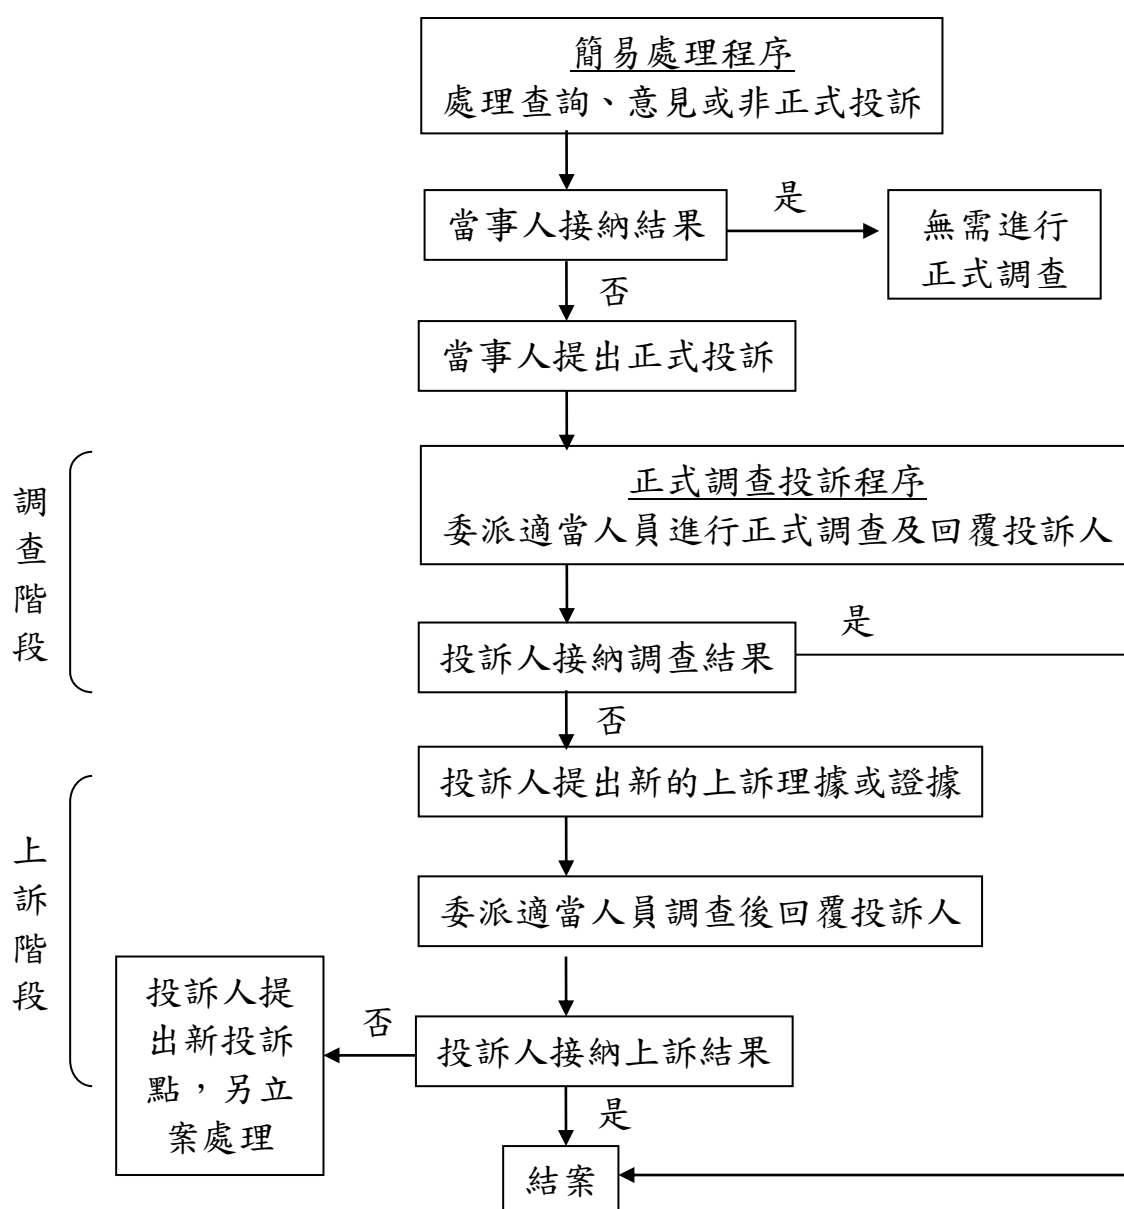 簡易處理程序
處理查詢、意見或非正式投訴
當事人接納結果
是
無需進行
正式調查
否
當事人提出正式投訴
調
查
階
段
正式調查投訴程序
委派適當人員進行正式調查及回覆投訴人
投訴人接納調查結果
是
否
上
訴
階
段
投訴人提出新的上訴理據或證據
委派適當人員調查後回覆投訴人
投訴人接納上訴結果
否
投訴人提
出新投訴
點，另立
案處理
是
結案